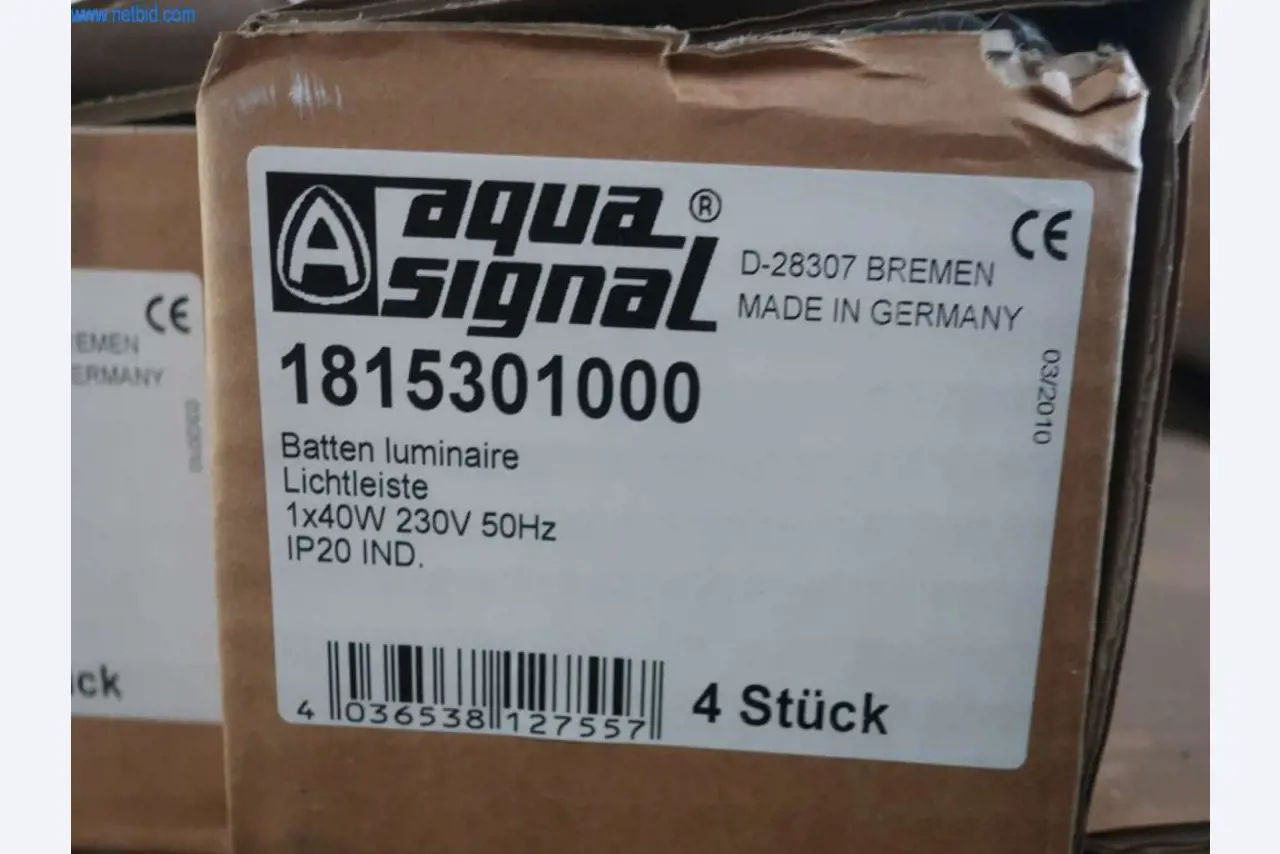 www.netbid.com
aqua ®
signal
D-28307 BREMEN
MADE IN GERMANY
CE
03/2010
1815301000
Batten luminaire
Lichtleiste
1x40W 230V 50Hz
IP20 IND.
4 036538 127557
4 Stück
CE
EMEN
ERMANY
ck